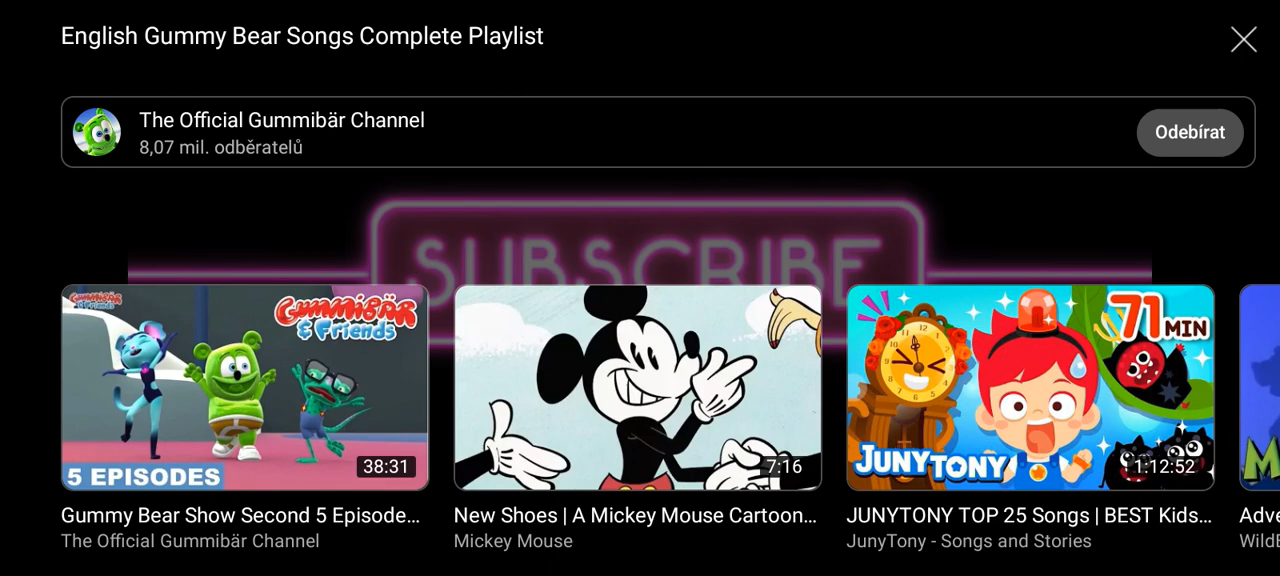 English Gummy Bear Songs Complete Playlist
The Official Gummibär Channel
8,07 mil. odběratelů
Odebírat
SUBSCRIBE
GUMMIBÄR
& Friends
GUMMIBÄR
& Friends
5 EPISODES
38:31
7:16
71 MIN
JUNYTONY
1:12:52
Gummy Bear Show Second 5 Episode...
The Official Gummibär Channel
New Shoes | A Mickey Mouse Cartoon...
Mickey Mouse
JUNYTONY TOP 25 Songs | BEST Kids...
JunyTony - Songs and Stories